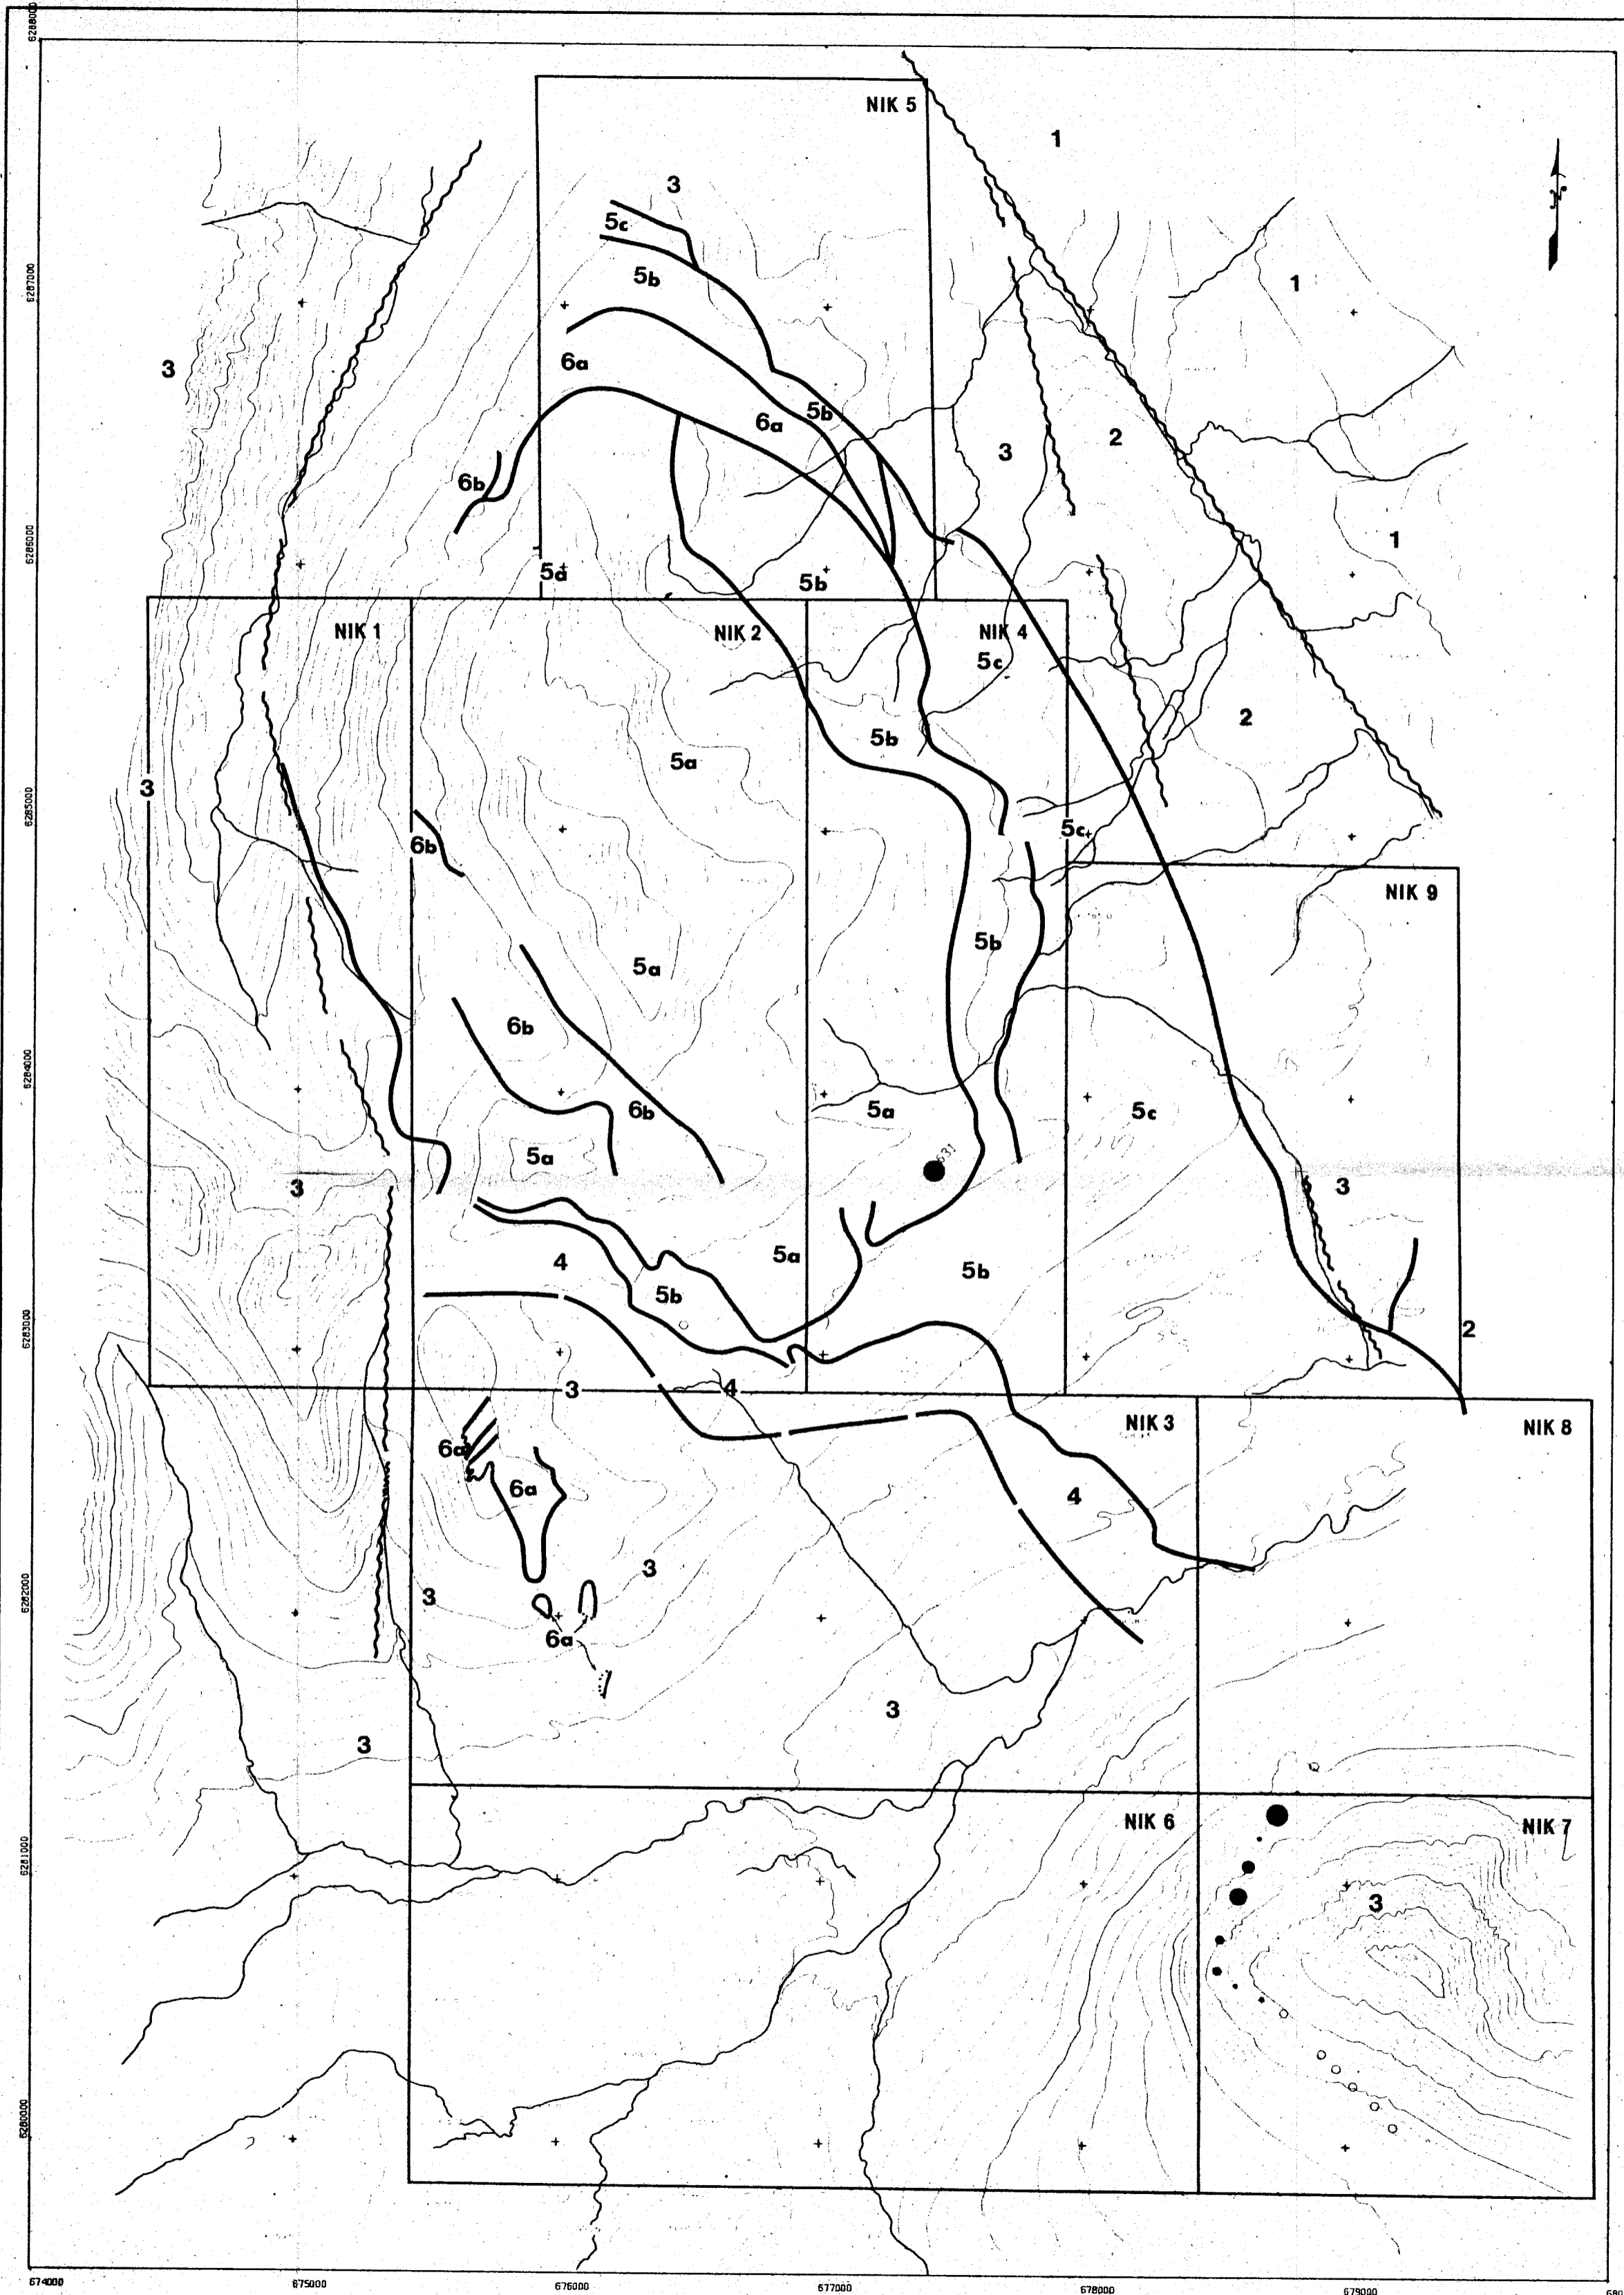 6288000
NIK 5
1
3
5c
6287000
5b
1
3
6a
5b
6a
2
3
6b
6286000
1
5d
5b
NIK 1
NIK 2
NIK 4
5c
2
5b
5a
3
6285000
5c
6b
NIK 9
5b
5a
6b
6284000
6b
5a
5c
5a
631
3
3
5a
4
5b
5b
6283000
2
3
4
NIK 3
NIK 8
6a
6a
4
3
3
6282000
6a
3
3
NIK 6
NIK 7
6281000
3
6280000
674000
675000
676000
677000
678000
679000